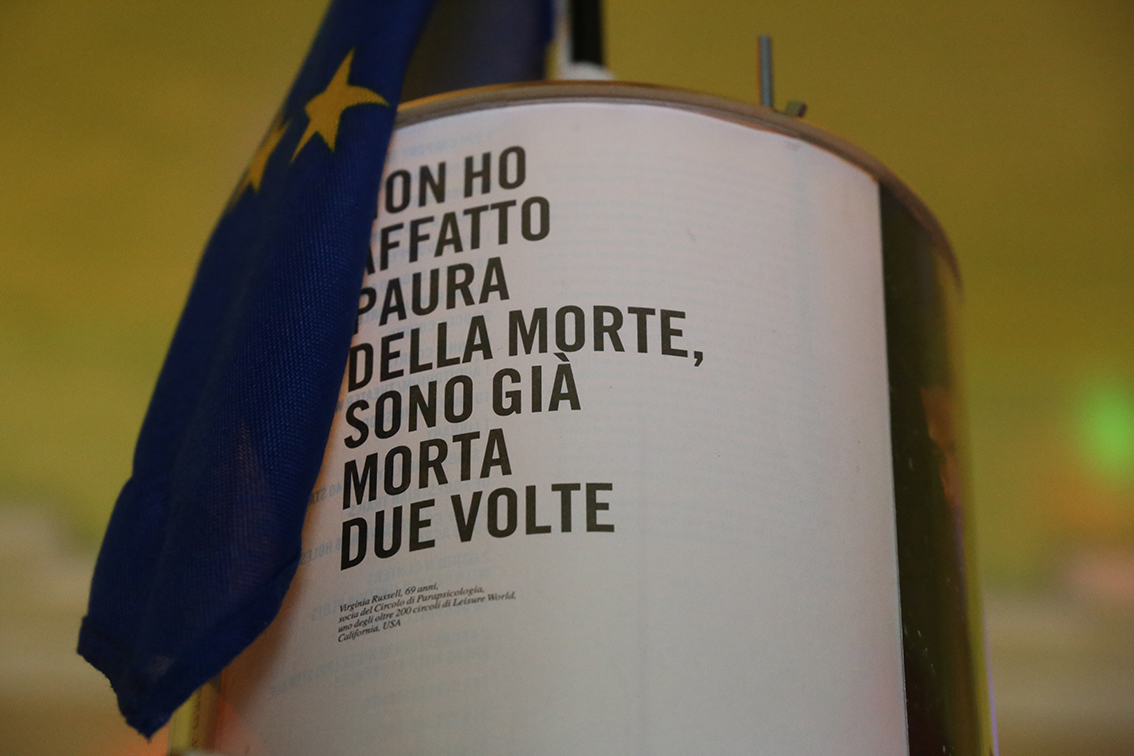 NON HO
AFFATTO
PAURA
DELLA MORTE,
SONO GIÀ
MORTA
DUE VOLTE
Virginia Russell, 69 anni,
socia del Circolo di Parapsicologia,
uno degli oltre 200 circoli di Leisure World,
California, USA